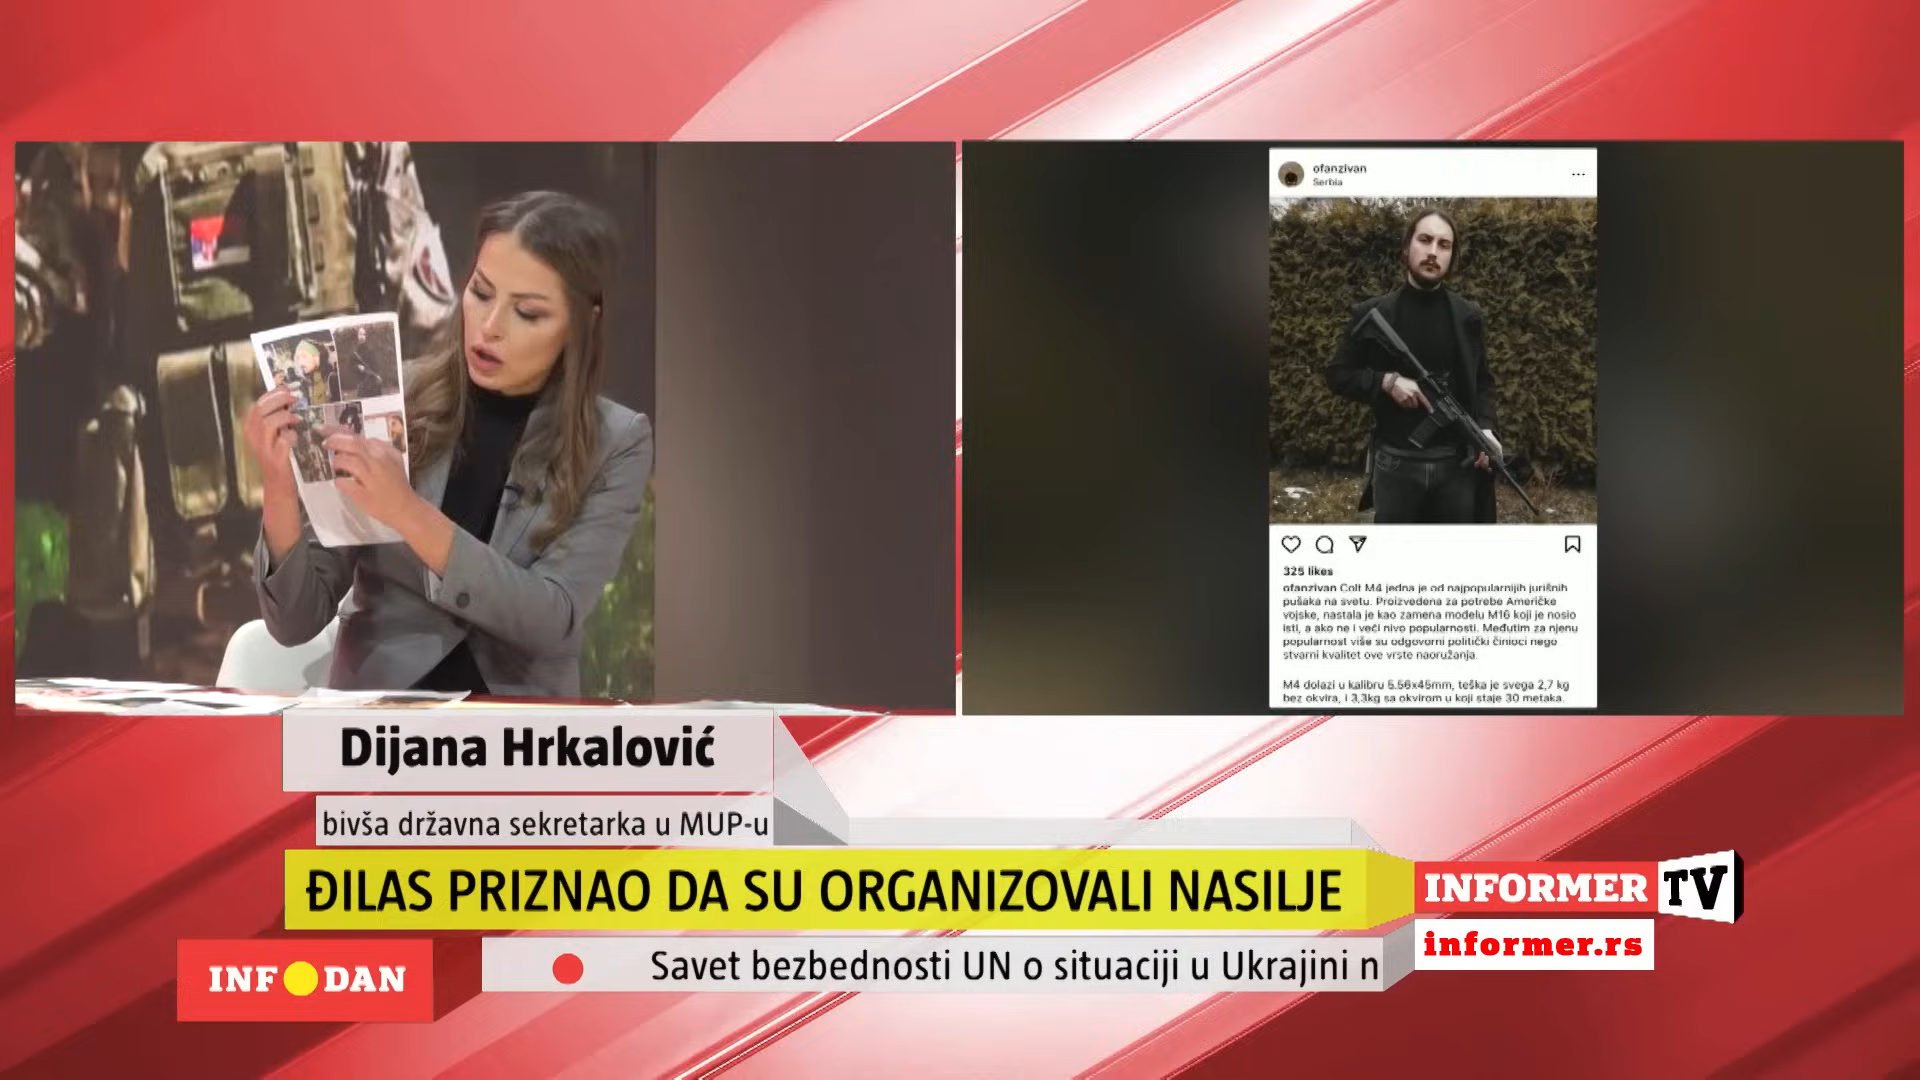 ofanzivan
Serbia
325 likes
ofanzivan Colt M4 jedna je od najpopularnijih jurišnih
pušaka na svetu. Proizvedena za potrebe Američke
vojske, nastala je kao zamena modelu M16 koji je nosio
isti, a ako ne i veći nivo popularnosti. Međutim za njenu
popularnost više su odgovorni politički činioci nego
stvarni kvalitet ove vrste naoružanja.
M4 dolazi u kalibru 5.56x45mm, teška je svega 2,7 kg
bez okvira, i 3,3kg sa okvirom u koji staje 30 metaka.
Dijana Hrkalović
bivša državna sekretarka u MUP-u
ĐILAS PRIZNAO DA SU ORGANIZOVALI NASILJE
INFORMER TV
informer.rs
INFO DAN
Savet bezbednosti UN o situaciji u Ukrajini n